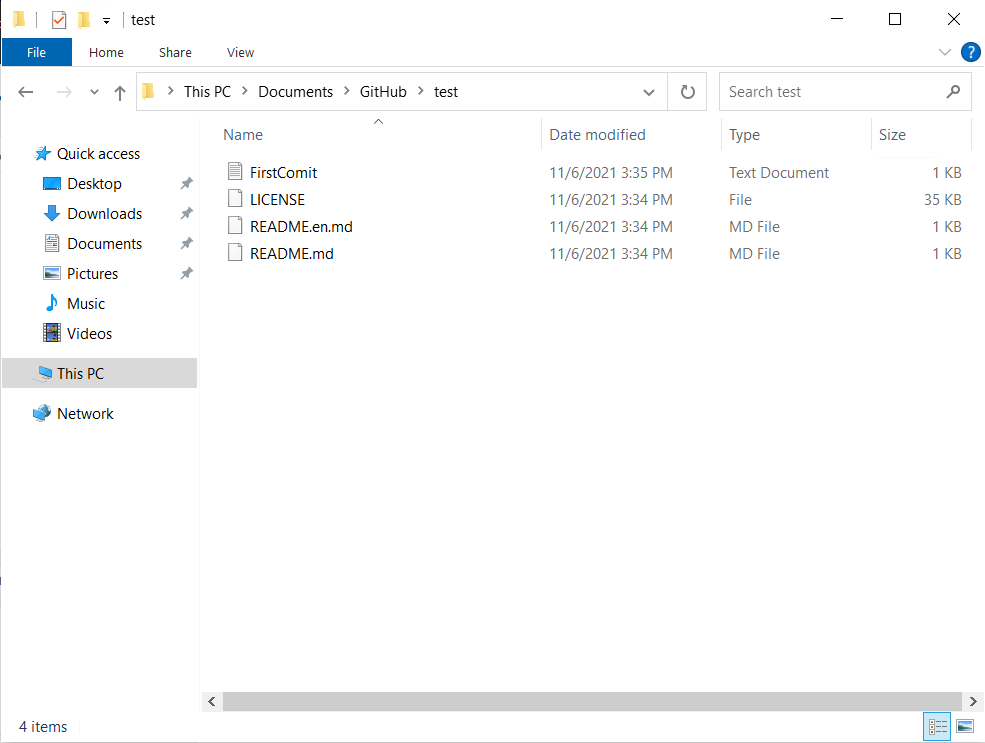 test
File Home Share View
This PC Documents GitHub test Search test
Name Date modified Type Size
Quick access
Desktop
Downloads
Documents
Pictures
Music
Videos
This PC
Network
FirstComit 11/6/2021 3:35 PM Text Document 1 KB
LICENSE 11/6/2021 3:34 PM File 35 KB
README.en.md 11/6/2021 3:34 PM MD File 1 KB
README.md 11/6/2021 3:34 PM MD File 1 KB
4 items